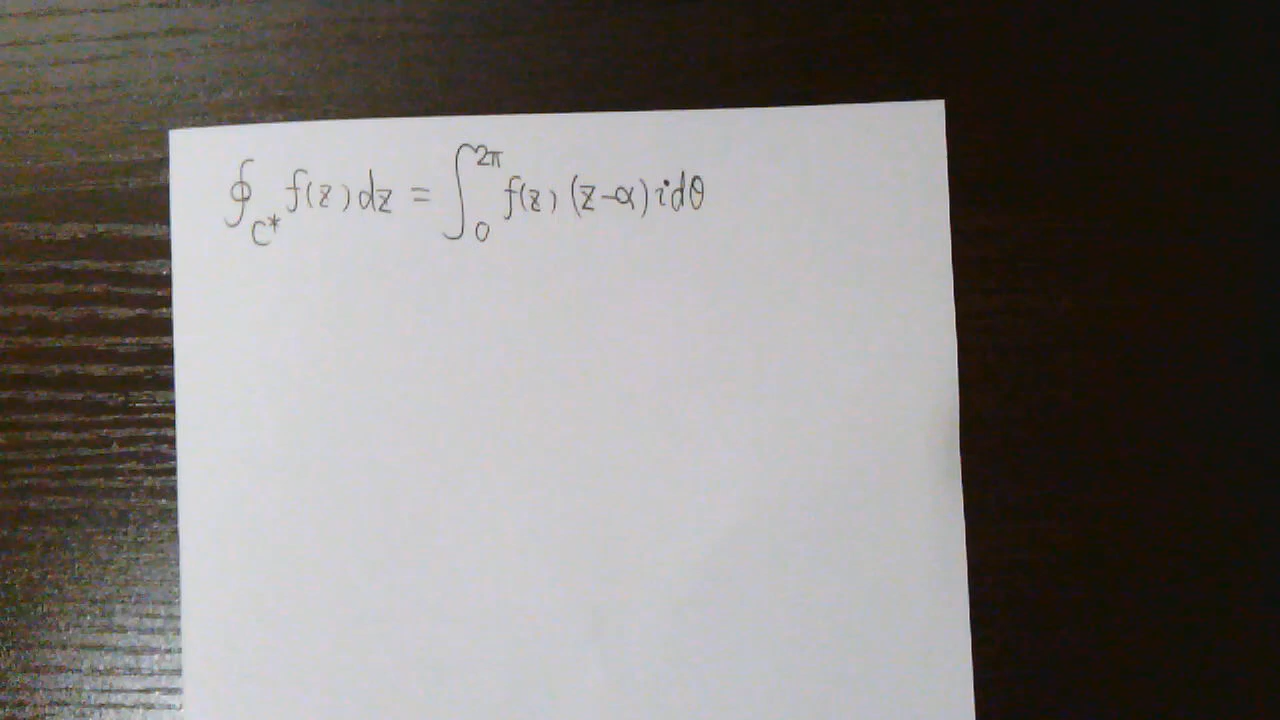 ∮_{C*} f(z) dz = ∫_0^{2π} f(z) (z-α) i dθ